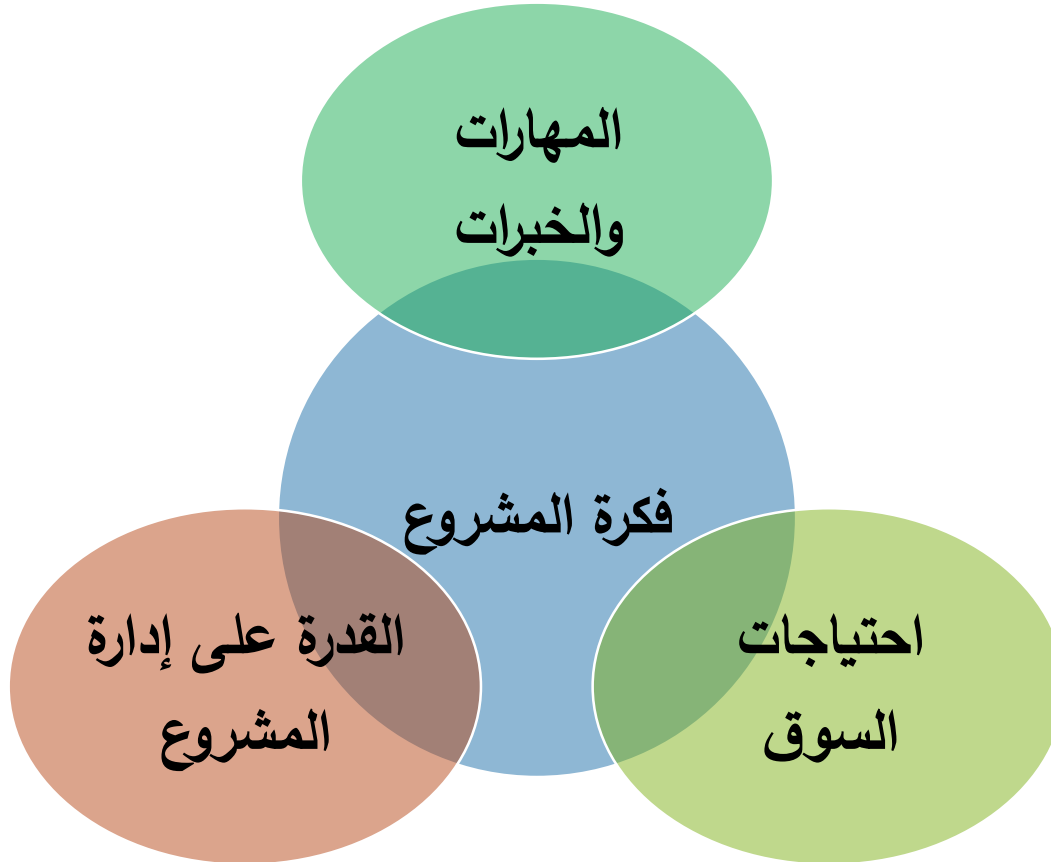 المهارات
والخبرات
فكرة المشروع
احتياجات
السوق
القدرة على إدارة
المشروع